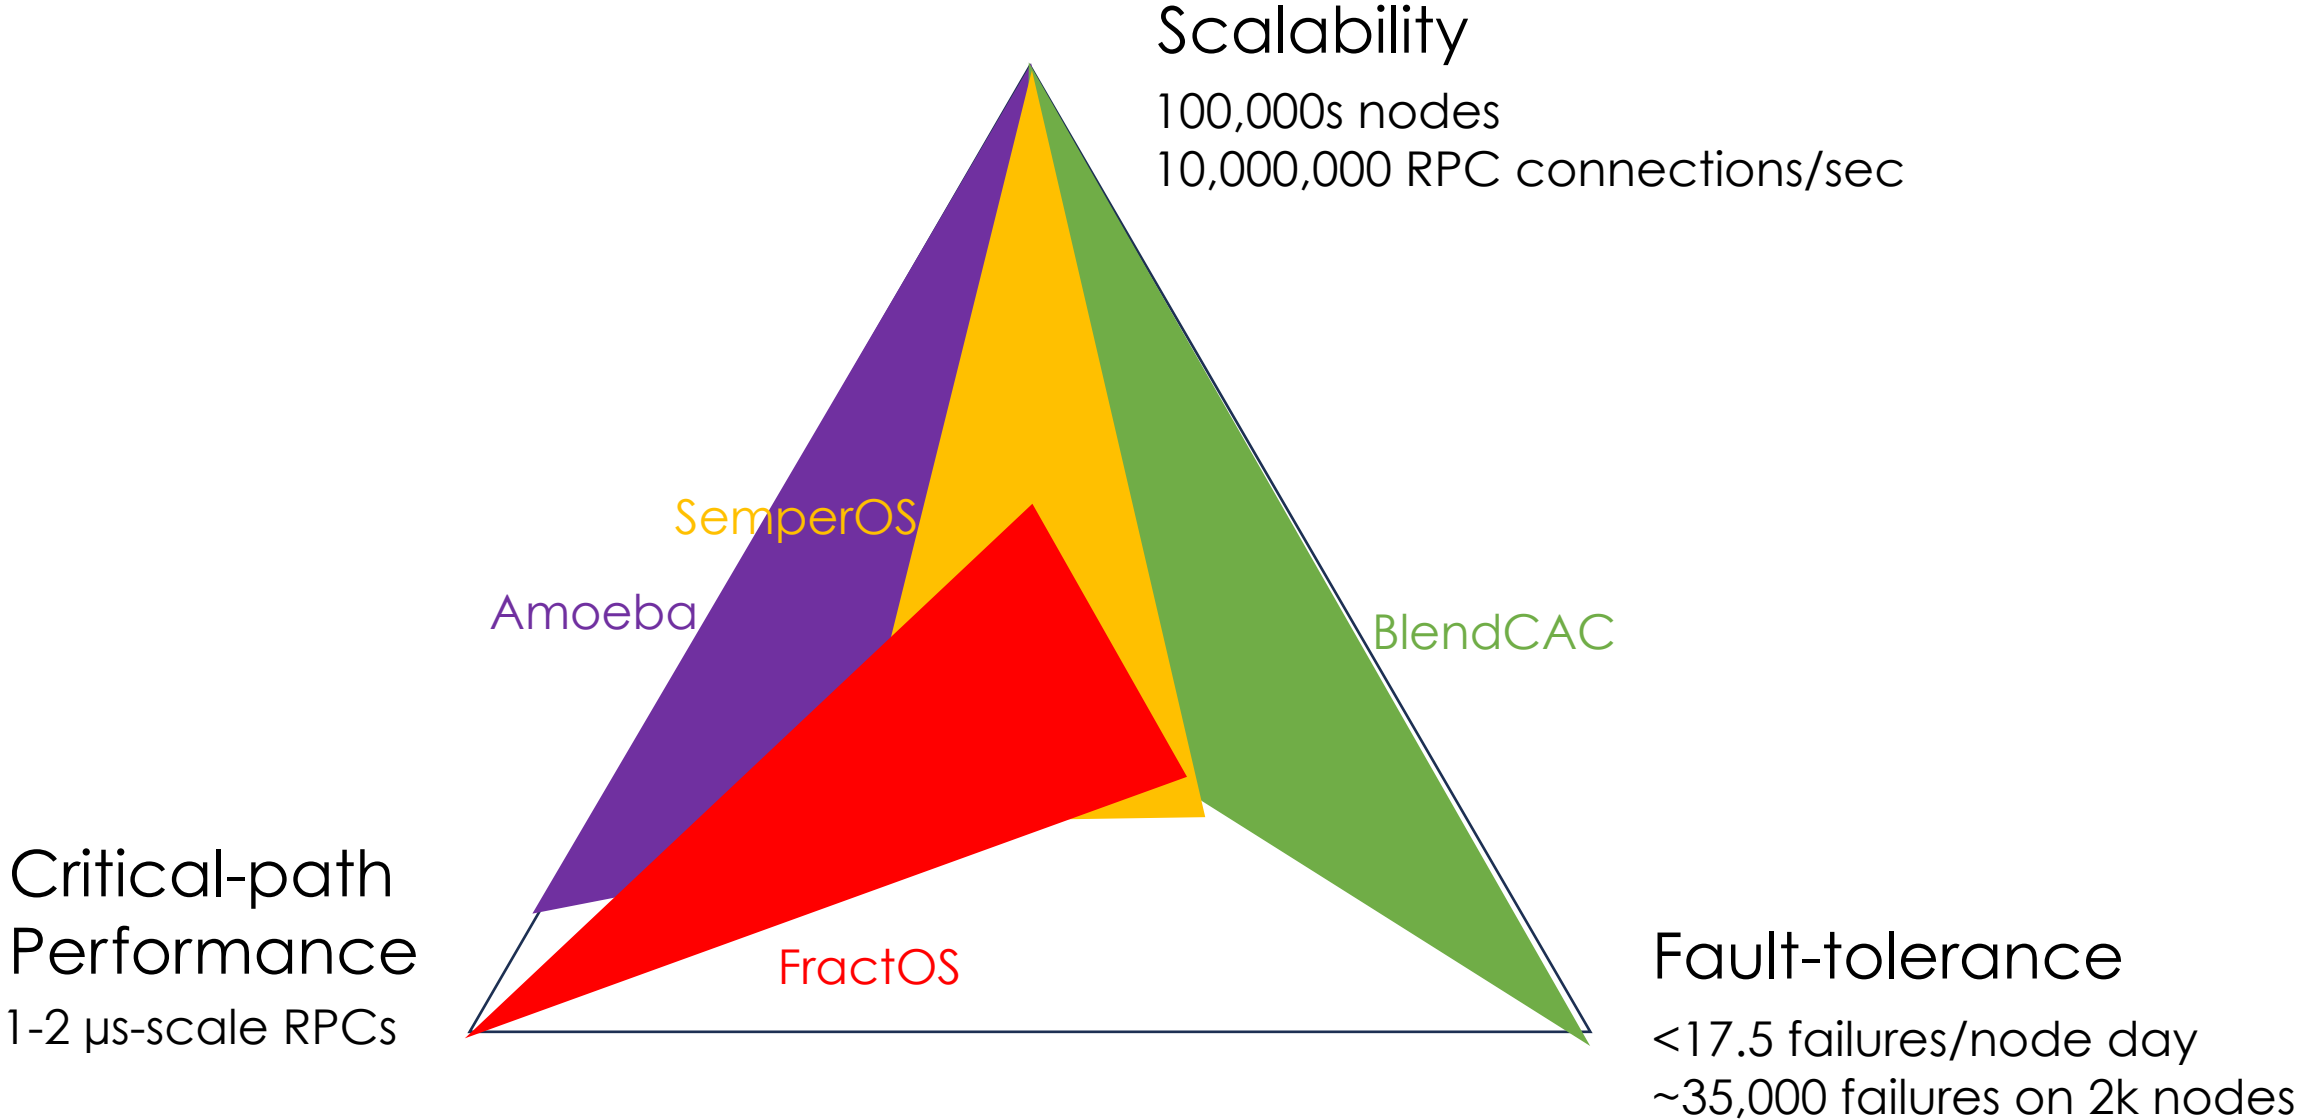 Scalability
100,000s nodes
10,000,000 RPC connections/sec
SemperOS
Amoeba
BlendCAC
Critical-path
Performance
1-2 µs-scale RPCs
FractOS
Fault-tolerance
<17.5 failures/node day
~35,000 failures on 2k nodes